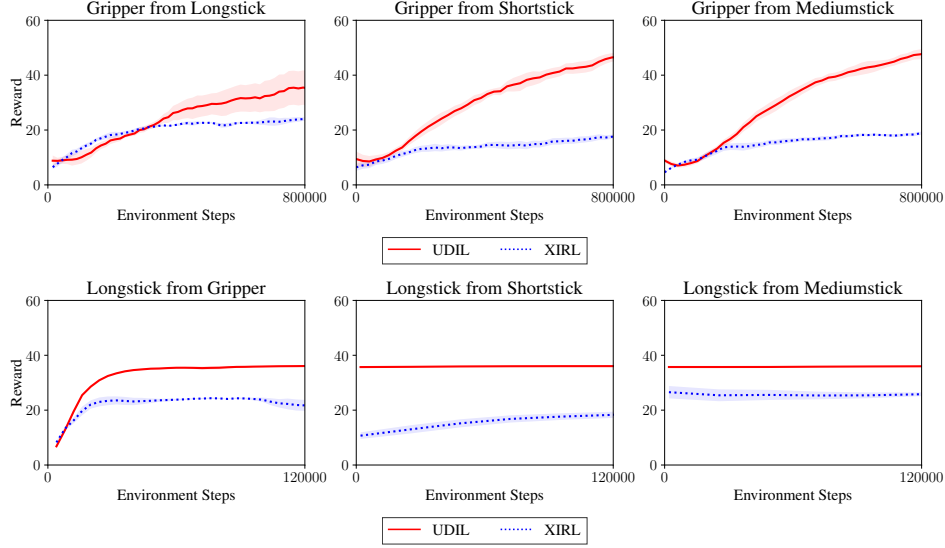 Gripper from Longstick
Gripper from Shortstick
Gripper from Mediumstick
60
40
20
0
Reward
0
800000
Environment Steps
60
40
20
0
0
800000
Environment Steps
60
40
20
0
0
800000
Environment Steps
UDIL
XIRL
Longstick from Gripper
Longstick from Shortstick
Longstick from Mediumstick
60
40
20
0
Reward
0
120000
Environment Steps
60
40
20
0
0
120000
Environment Steps
60
40
20
0
0
120000
Environment Steps
UDIL
XIRL